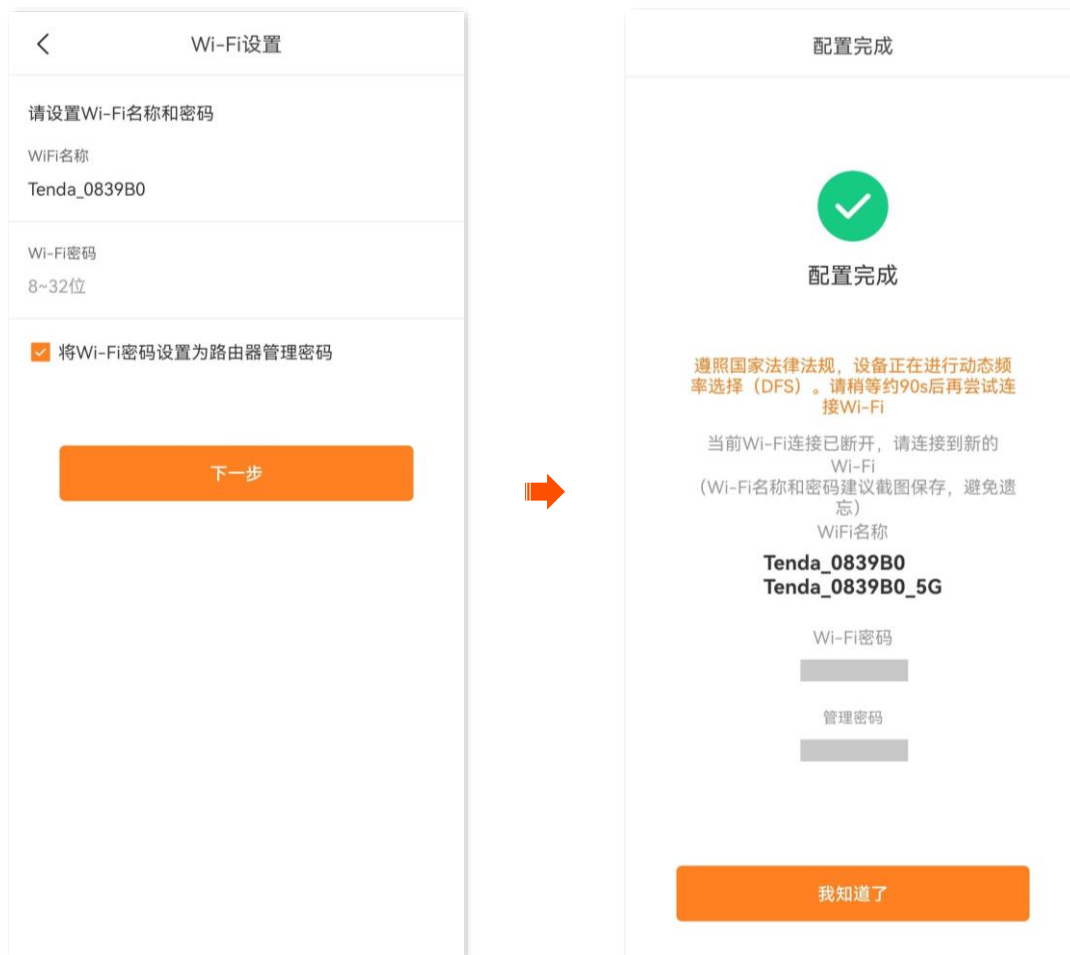 Wi-Fi设置
请设置Wi-Fi名称和密码
WiFi名称
Tenda_0839B0
Wi-Fi密码
8~32位
将Wi-Fi密码设置为路由器管理密码
下一步
配置完成
配置完成
遵照国家法律法规，设备正在进行动态频
率选择（DFS）。请稍等约90s后再尝试连
接Wi-Fi
当前Wi-Fi连接已断开，请连接到新的
Wi-Fi
（Wi-Fi名称和密码建议截图保存，避免遗
忘）
WiFi名称
Tenda_0839B0
Tenda_0839B0_5G
Wi-Fi密码
管理密码
我知道了